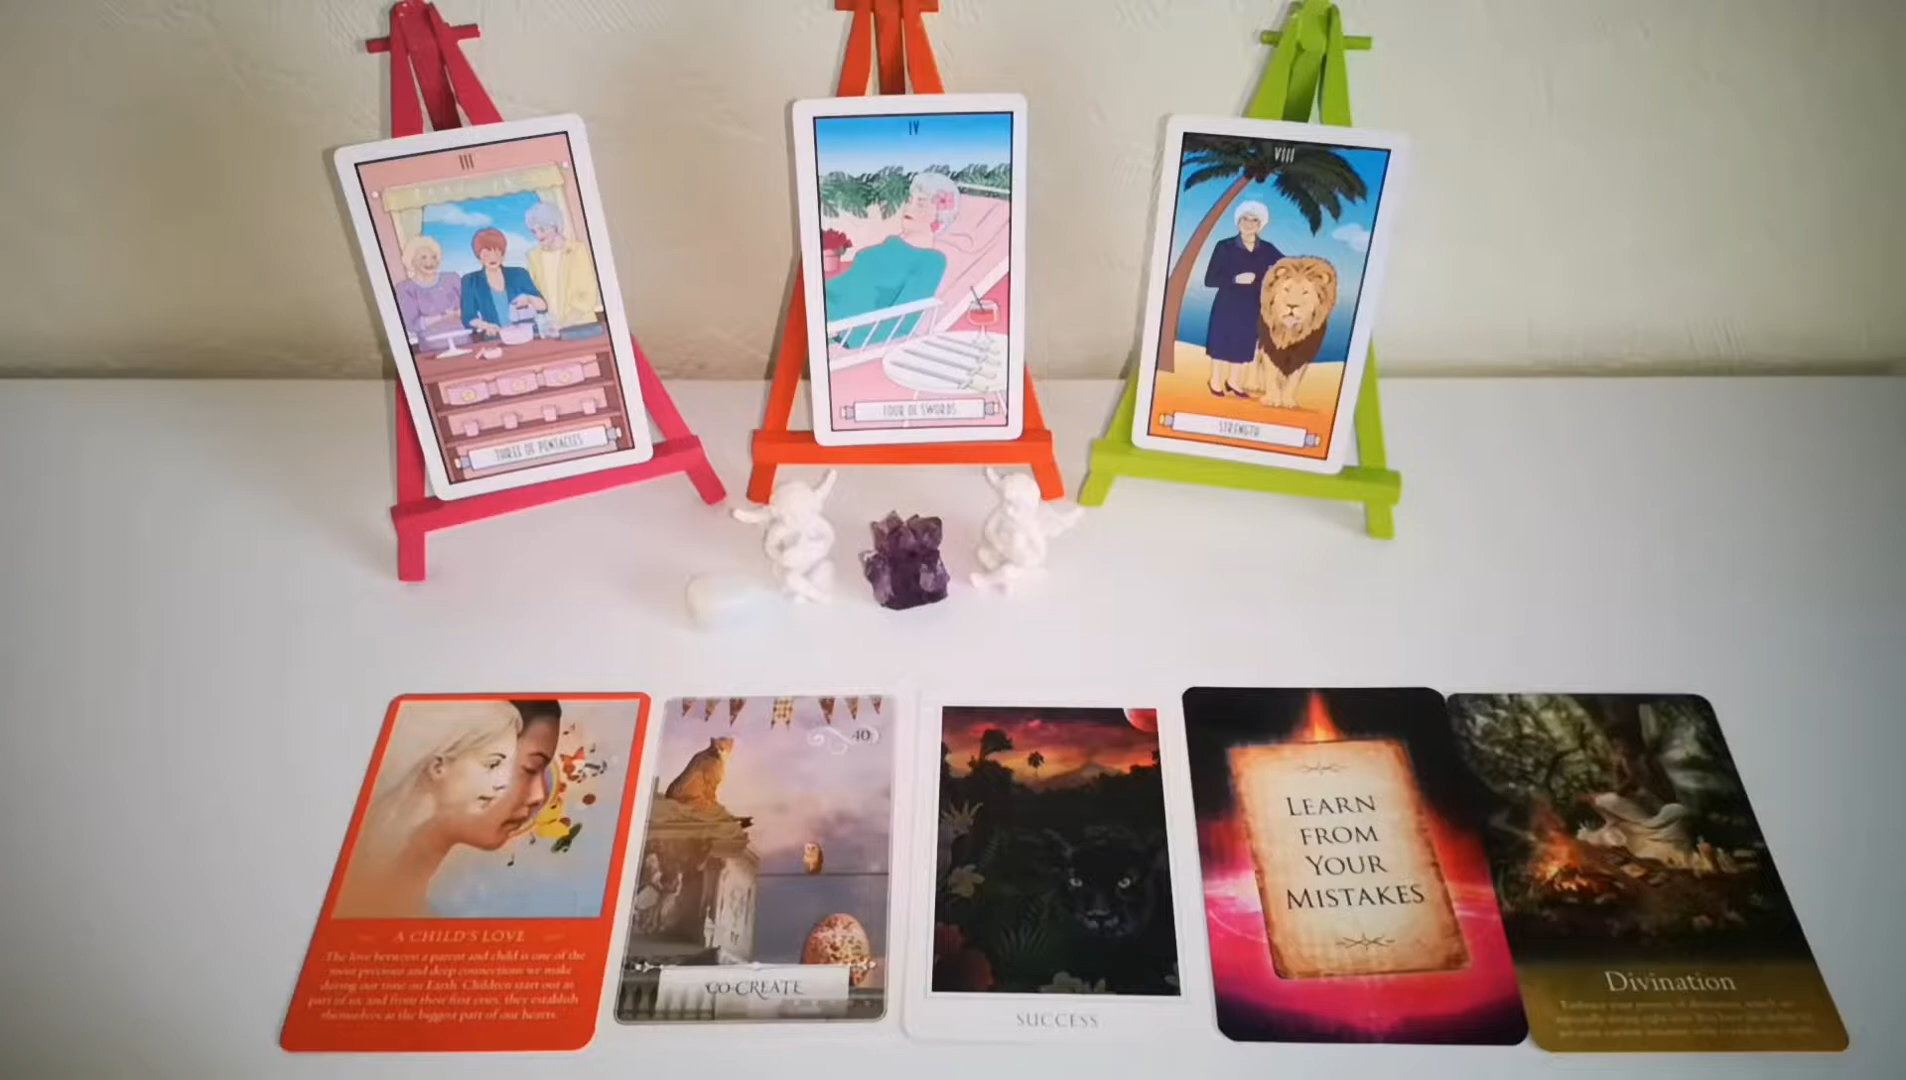 III
THREE OF PENTACLES
IV
FOUR OF SWORDS
VIII
STRENGTH
A CHILD'S LOVE
The love between a parent and child is one of the
most precious and deep connections we make
during our time on Earth. Children start out as
part of us, and from their first cries, they establish
themselves at the biggest part of our hearts.
40
CO-CREATE
SUCCESS
LEARN
FROM
YOUR
MISTAKES
Divination